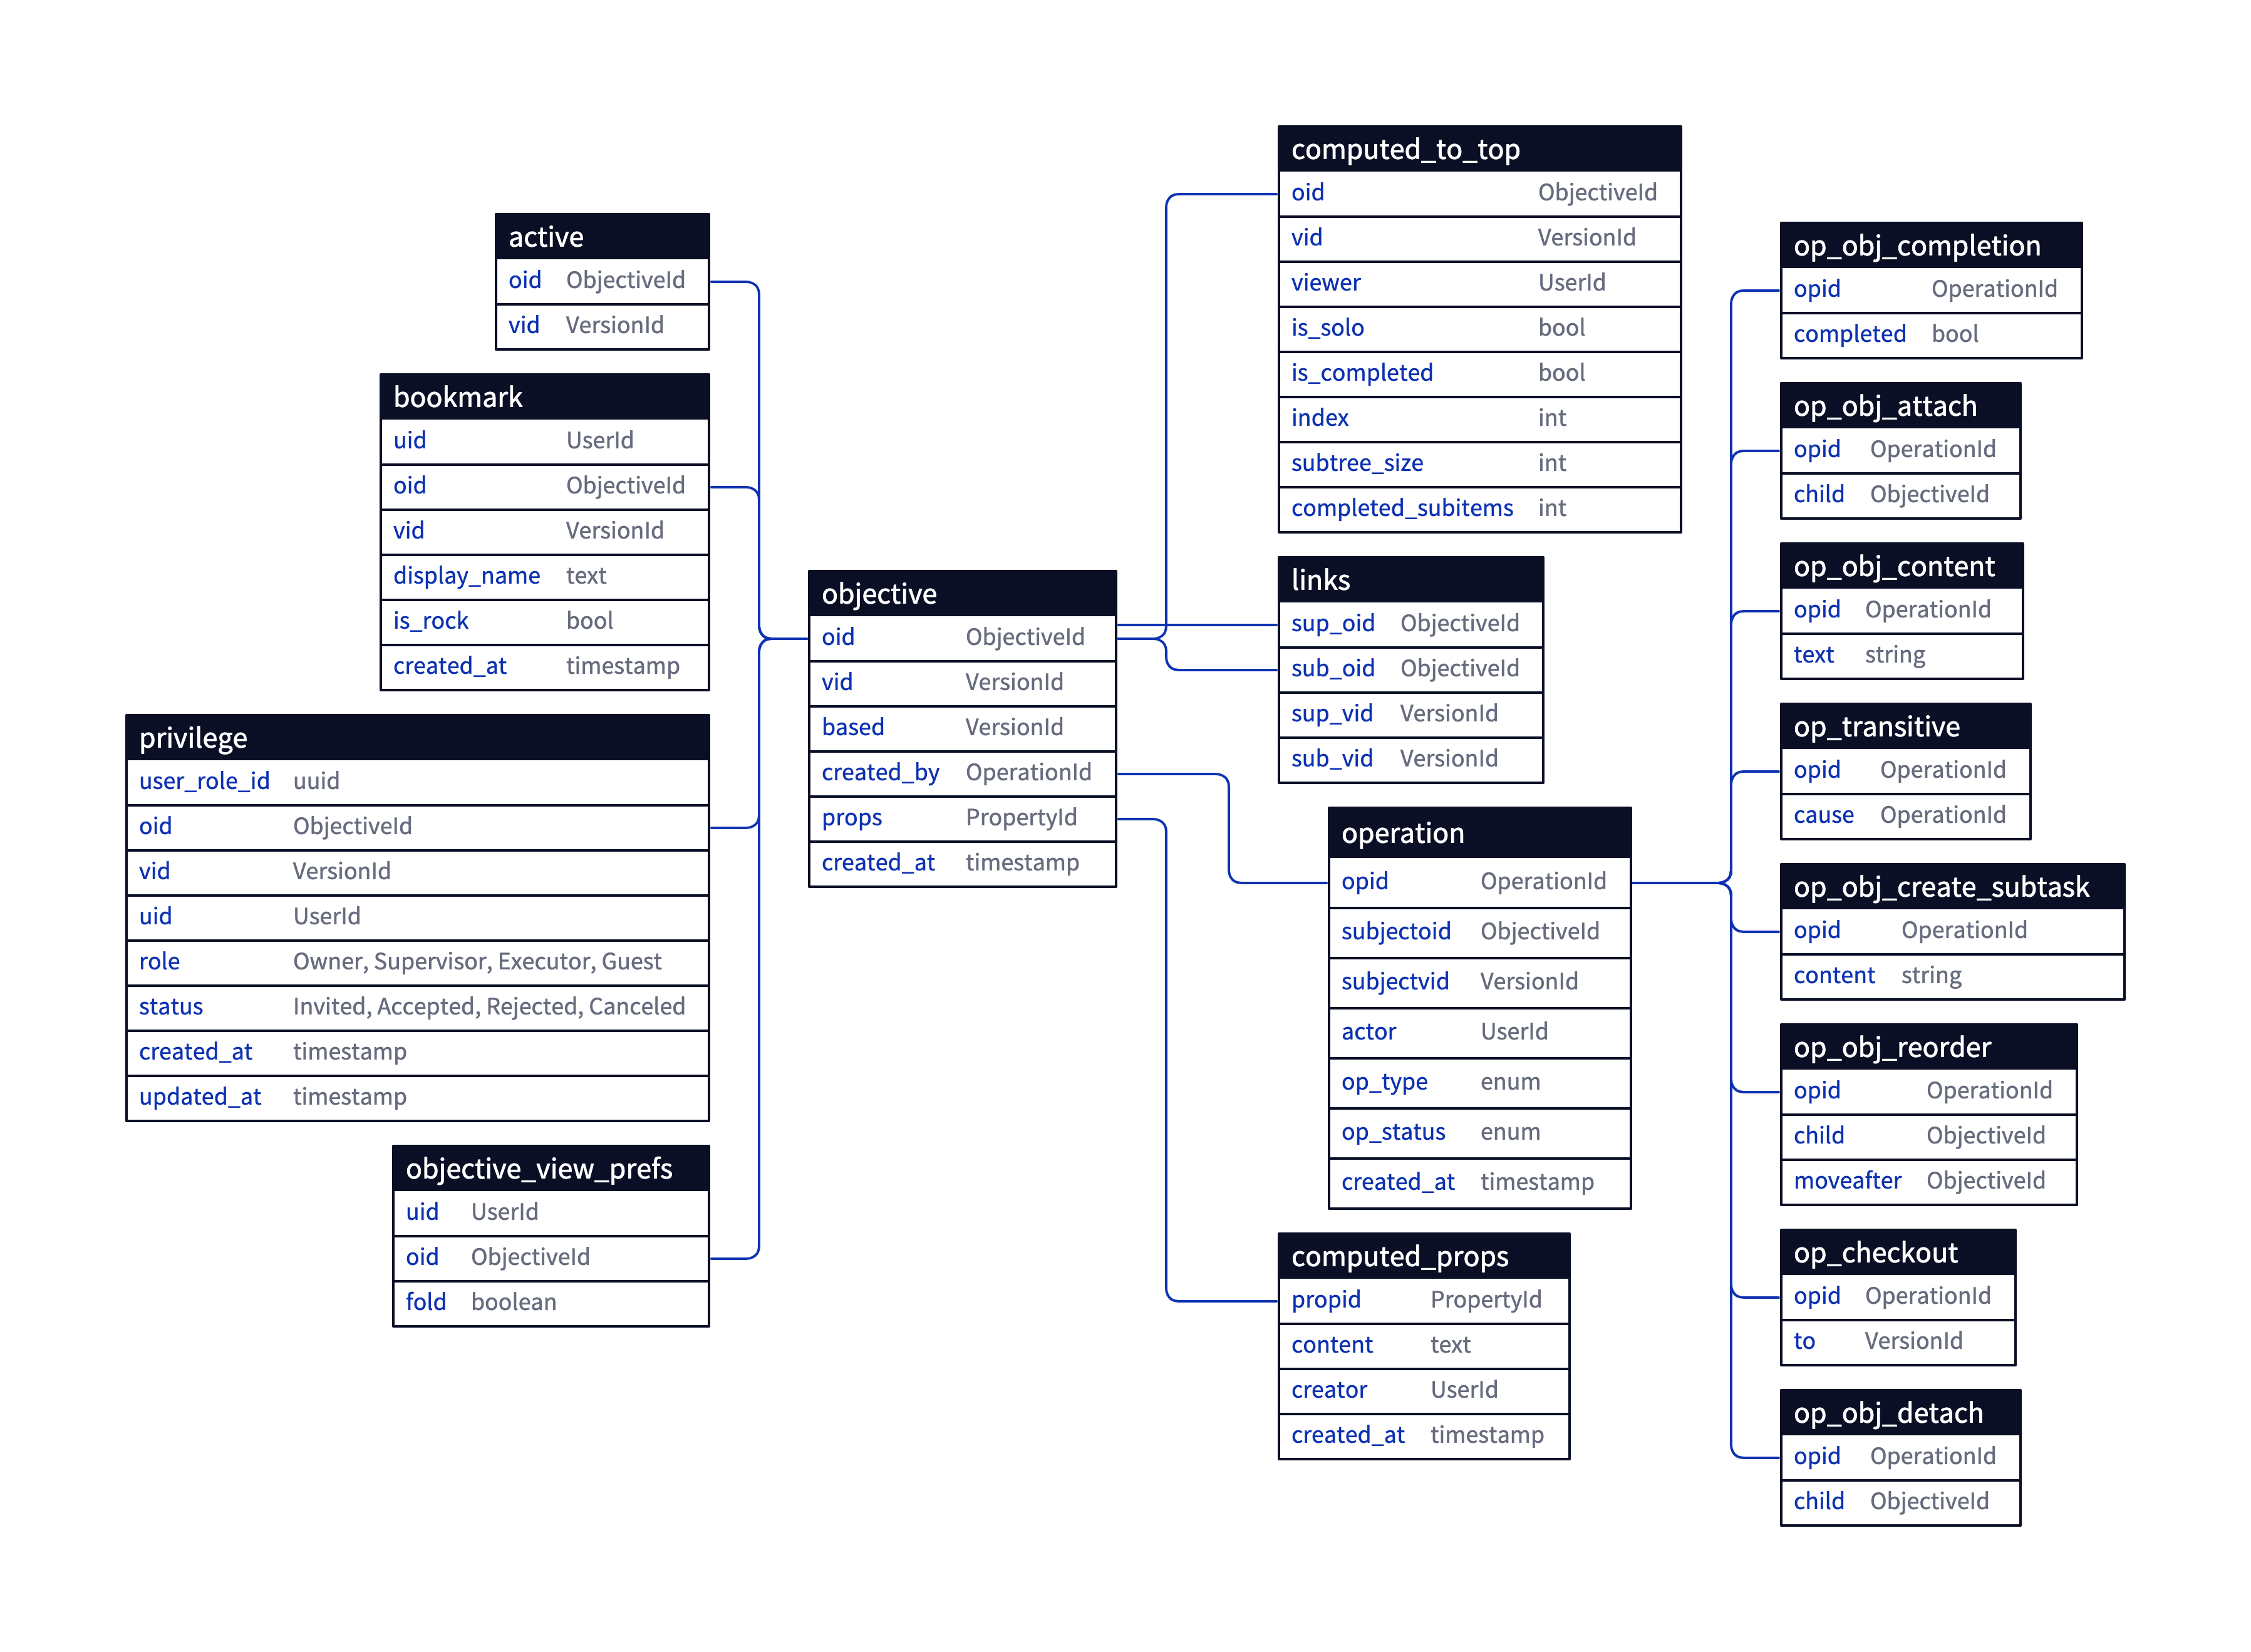 active
oid ObjectiveId
vid VersionId
bookmark
uid UserId
oid ObjectiveId
vid VersionId
display_name text
is_rock bool
created_at timestamp
privilege
user_role_id uuid
oid ObjectiveId
vid VersionId
uid UserId
role Owner, Supervisor, Executor, Guest
status Invited, Accepted, Rejected, Canceled
created_at timestamp
updated_at timestamp
objective_view_prefs
uid UserId
oid ObjectiveId
fold boolean
objective
oid ObjectiveId
vid VersionId
based VersionId
created_by OperationId
props PropertyId
created_at timestamp
computed_to_top
oid ObjectiveId
vid VersionId
viewer UserId
is_solo bool
is_completed bool
index int
subtree_size int
completed_subitems int
links
sup_oid ObjectiveId
sub_oid ObjectiveId
sup_vid VersionId
sub_vid VersionId
operation
opid OperationId
subjectoid ObjectiveId
subjectvid VersionId
actor UserId
op_type enum
op_status enum
created_at timestamp
computed_props
propid PropertyId
content text
creator UserId
created_at timestamp
op_obj_completion
opid OperationId
completed bool
op_obj_attach
opid OperationId
child ObjectiveId
op_obj_content
opid OperationId
text string
op_transitive
opid OperationId
cause OperationId
op_obj_create_subtask
opid OperationId
content string
op_obj_reorder
opid OperationId
child ObjectiveId
moveafter ObjectiveId
op_checkout
opid OperationId
to VersionId
op_obj_detach
opid OperationId
child ObjectiveId